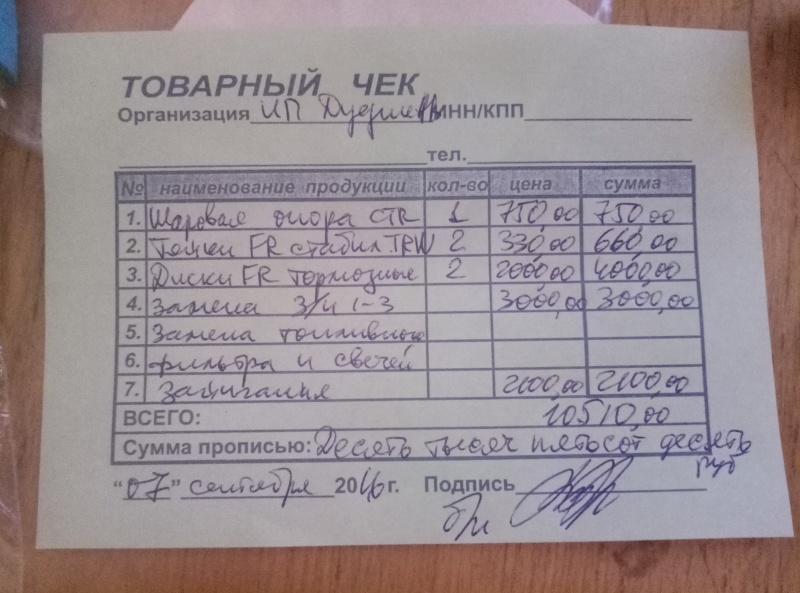 ТОВАРНЫЙ ЧЕК
Организация ИП ИНН/КПП
тел.
№ наименование продукции кол-во цена сумма
1. Шаровая опора CTR 1 750,00 750,00
2. FR стабил. TRW 2 330,00 660,00
3. Диски FR тормозные 2 2000,00 4000,00
4. Замена З/Ч 1-3 3000,00 3000,00
5. Замена топливного
6. фильтра и свечей
7. Зажигания 2100,00 2100,00
ВСЕГО: 10510,00
Сумма прописью: Десять тысяч пятьсот десять
руб
"07" сентября 2016 г. Подпись